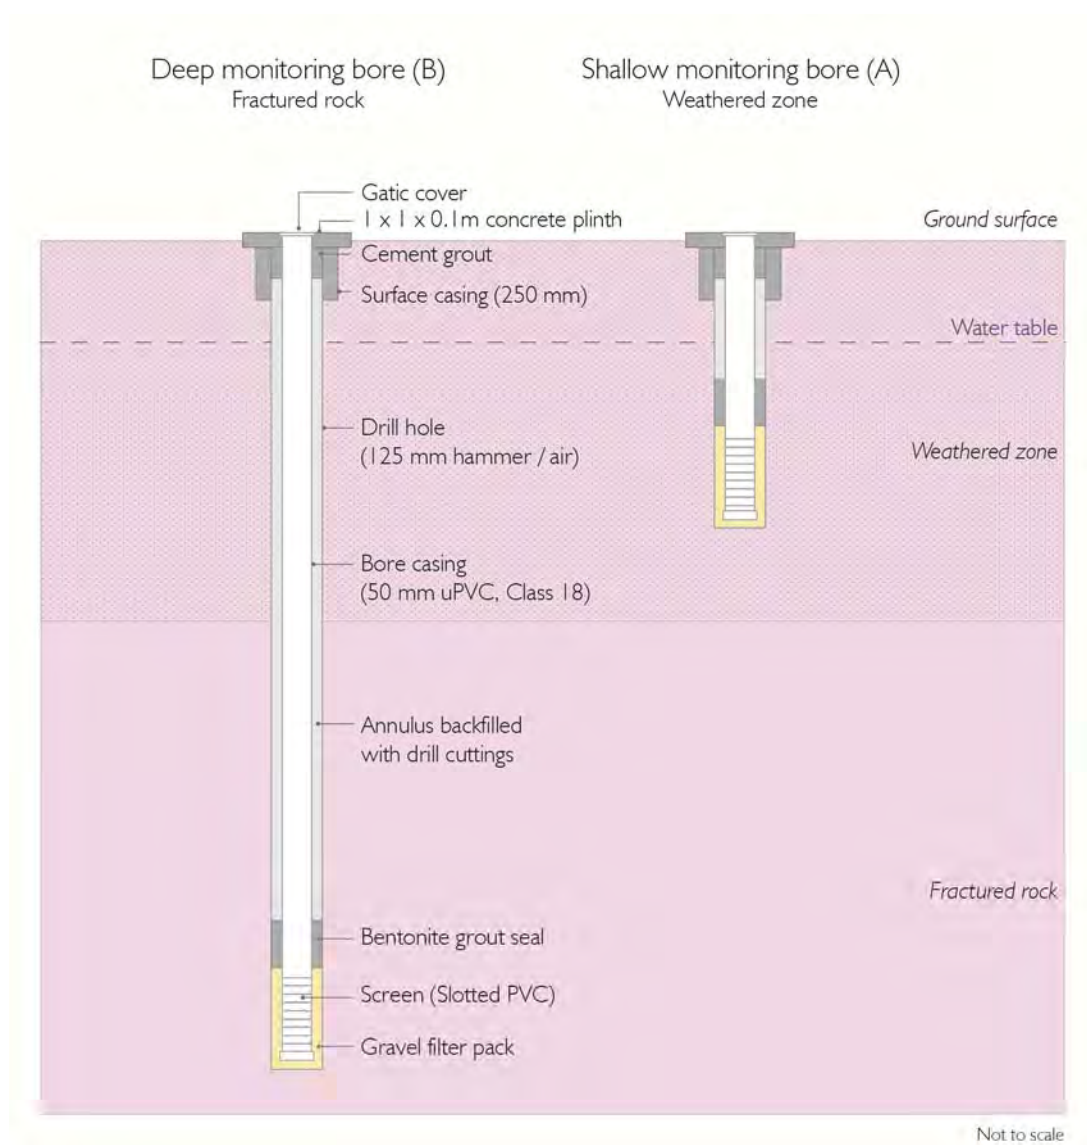 Deep monitoring bore (B)
Fractured rock
Shallow monitoring bore (A)
Weathered zone
Gatic cover
1 x 1 x 0.1m concrete plinth
Ground surface
Cement grout
Surface casing (250 mm)
Water table
Drill hole
(125 mm hammer / air)
Weathered zone
Bore casing
(50 mm uPVC, Class 18)
Annulus backfilled
with drill cuttings
Fractured rock
Bentonite grout seal
Screen (Slotted PVC)
Gravel filter pack
Not to scale